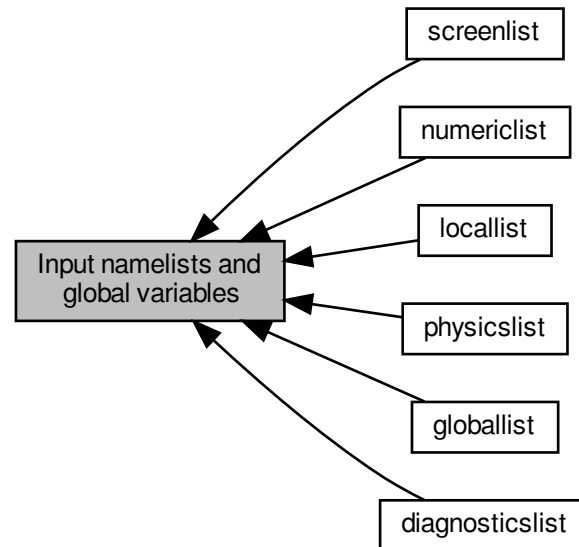 screenlist
numericlist
locallist
Input namelists and
global variables
physicslist
globallist
diagnosticslist